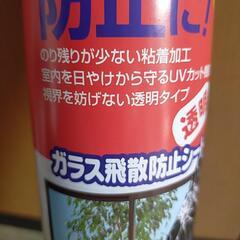 防止に!
のり残りが少ない粘着加工
室内を日やけから守るUVカット
視界を妨げない透明タイプ
透明
ガラス飛散防止シー